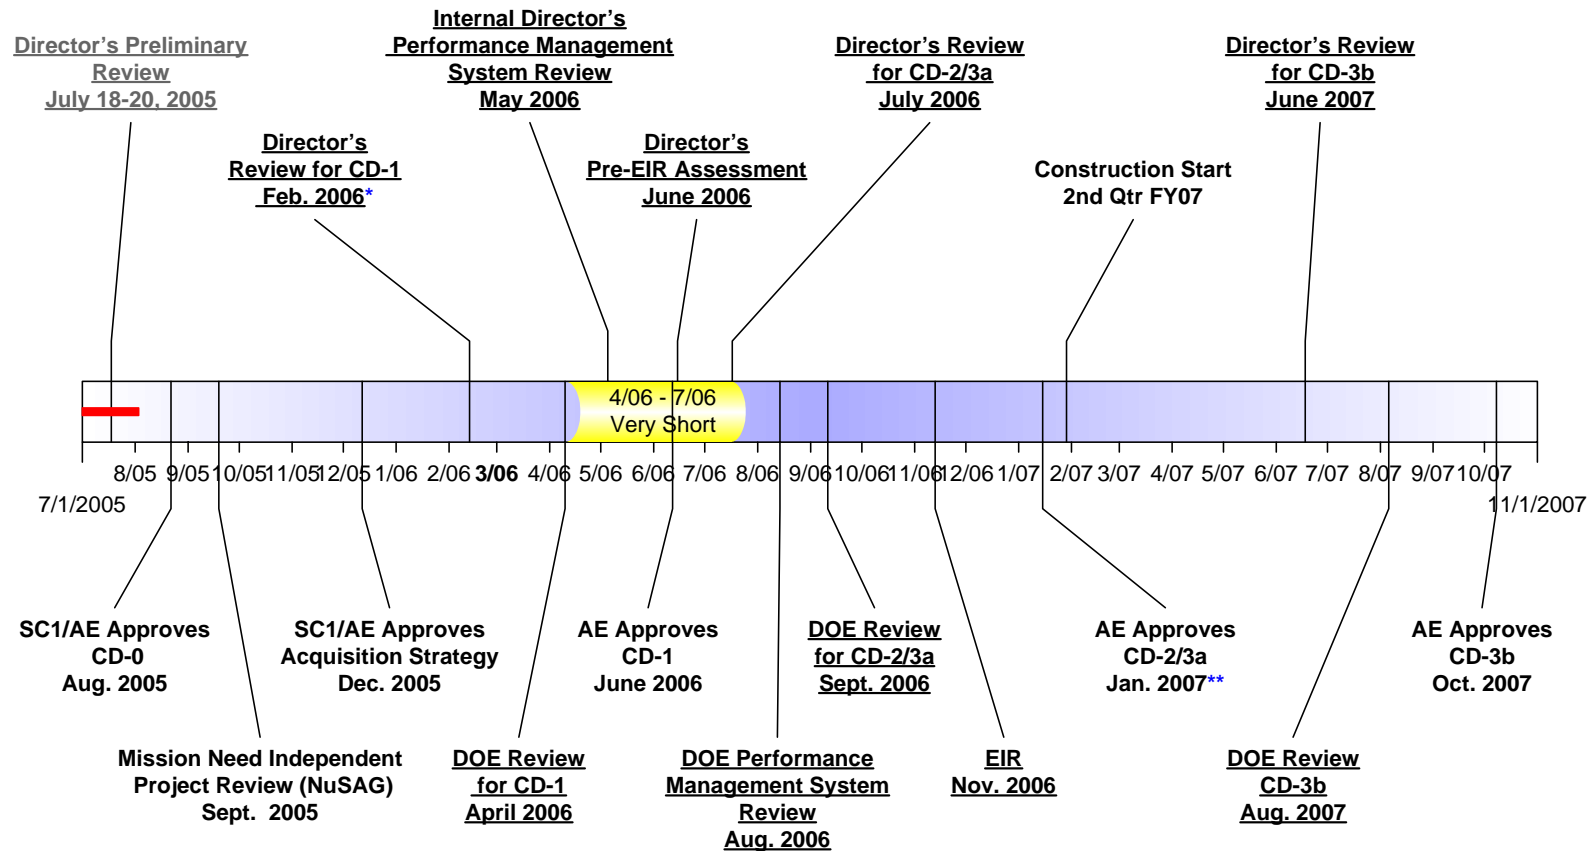 Director's Preliminary
Review
July 18-20, 2005
Internal Director's
Performance Management
System Review
May 2006
Director's Review
for CD-2/3a
July 2006
Director's Review
for CD-3b
June 2007
Director's
Review for CD-1
Feb. 2006*
Director's
Pre-EIR Assessment
June 2006
Construction Start
2nd Qtr FY07
4/06 - 7/06
Very Short
8/05 9/05 10/05 11/05 12/05 1/06 2/06 3/06 4/06 5/06 6/06 7/06 8/06 9/06 10/06 11/06 12/06 1/07 2/07 3/07 4/07 5/07 6/07 7/07 8/07 9/07 10/07
7/1/2005 11/1/2007
SC1/AE Approves
CD-0
Aug. 2005
SC1/AE Approves
Acquisition Strategy
Dec. 2005
AE Approves
CD-1
June 2006
DOE Review
for CD-2/3a
Sept. 2006
AE Approves
CD-2/3a
Jan. 2007**
AE Approves
CD-3b
Oct. 2007
Mission Need Independent
Project Review (NuSAG)
Sept. 2005
DOE Review
for CD-1
April 2006
DOE Performance
Management System
Review
Aug. 2006
EIR
Nov. 2006
DOE Review
CD-3b
Aug. 2007